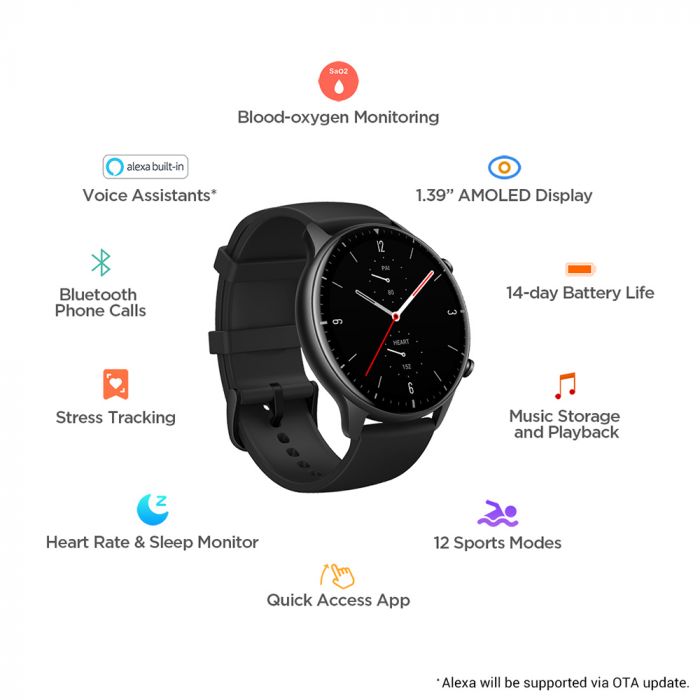 SaO2
Blood-oxygen Monitoring
alexa built-in
Voice Assistants*
1.39” AMOLED Display
Bluetooth
Phone Calls
14-day Battery Life
12
PAI
80
3
HEART
152
6
9
Stress Tracking
Music Storage
and Playback
Z
Heart Rate & Sleep Monitor
12 Sports Modes
Quick Access App
*Alexa will be supported via OTA update.